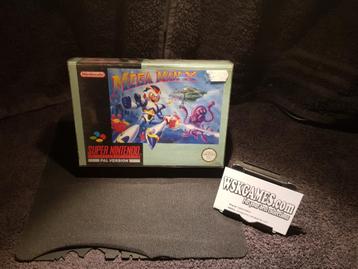 Nintendo
MEGA MAN X
SUPER NINTENDO
PAL VERSION
WSKGAMES.com